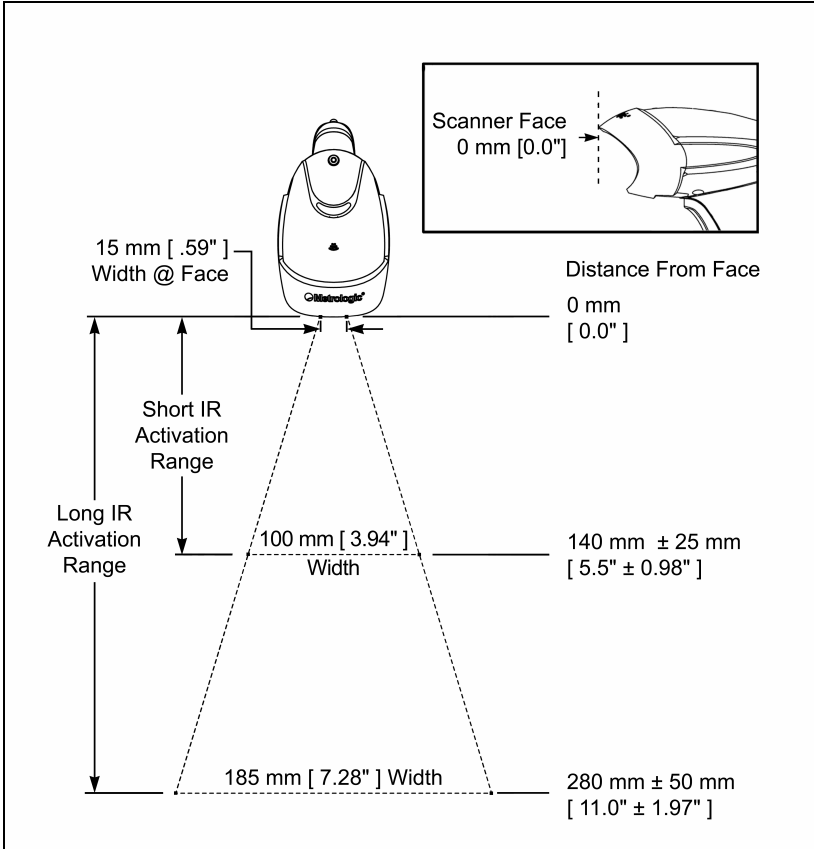 Scanner Face
0 mm [0.0"]
15 mm [ .59" ]
Width @ Face
Distance From Face
Metrologic®
0 mm
[ 0.0" ]
Short IR
Activation
Range
Long IR
Activation
Range
100 mm [ 3.94" ]
Width
140 mm ± 25 mm
[ 5.5" ± 0.98" ]
185 mm [ 7.28" ] Width
280 mm ± 50 mm
[ 11.0" ± 1.97" ]